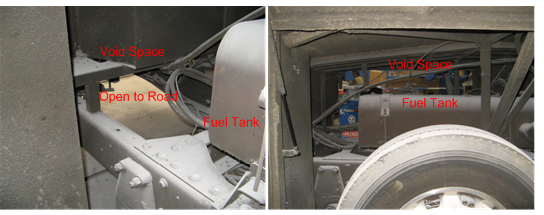 Void Space
Open to Road
Fuel Tank
Void Space
Fuel Tank